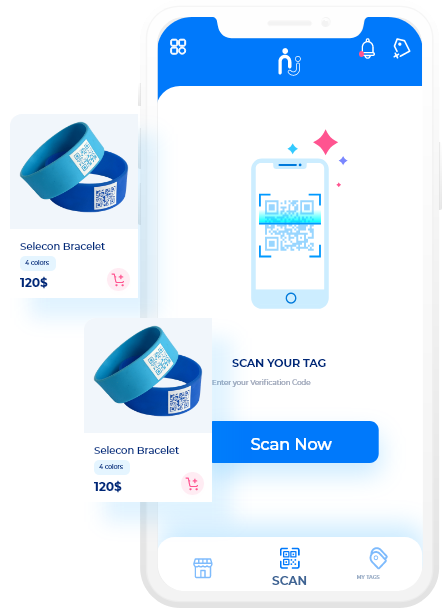 Selecon Bracelet
4 colors
120$
Selecon Bracelet
4 colors
120$
SCAN YOUR TAG
Enter your Verification Code
Scan Now
SCAN
MY TAGS